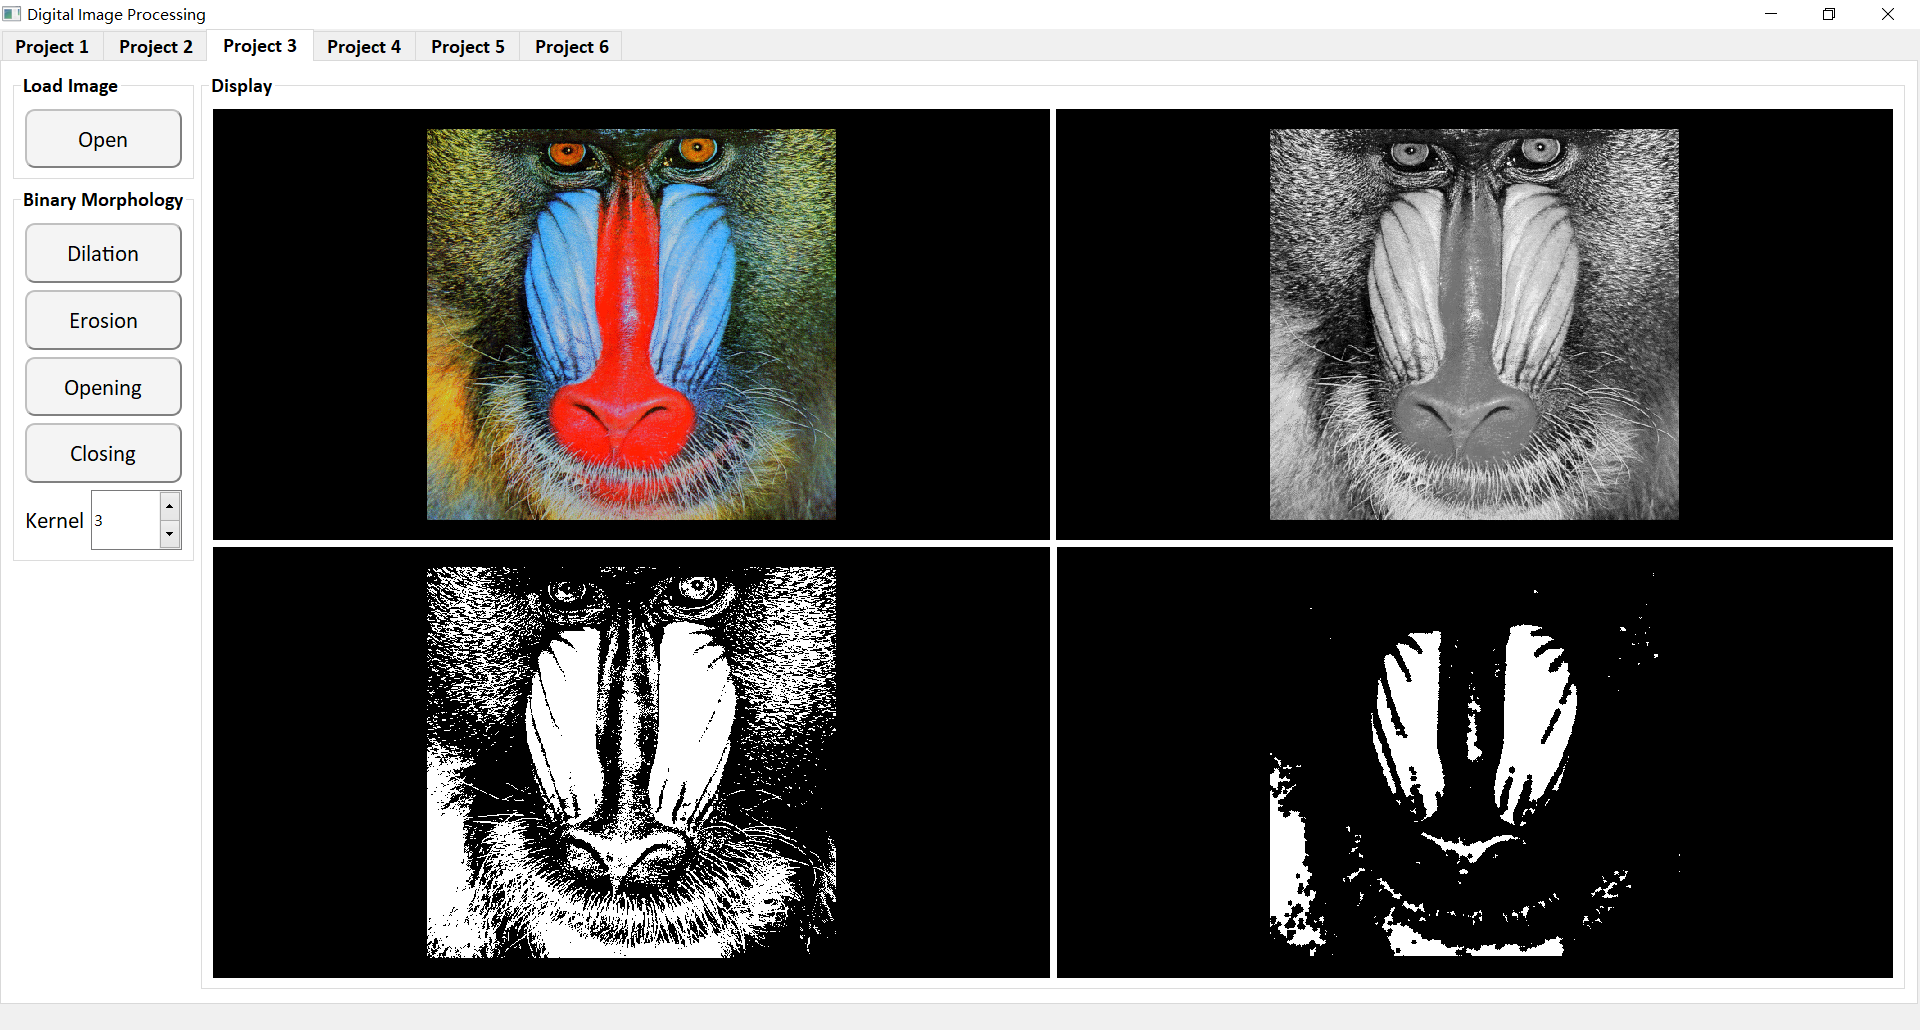 Digital Image Processing
Project 1
Project 2
Project 3
Project 4
Project 5
Project 6
Load Image
Open
Binary Morphology
Dilation
Erosion
Opening
Closing
Kernel 3
Display